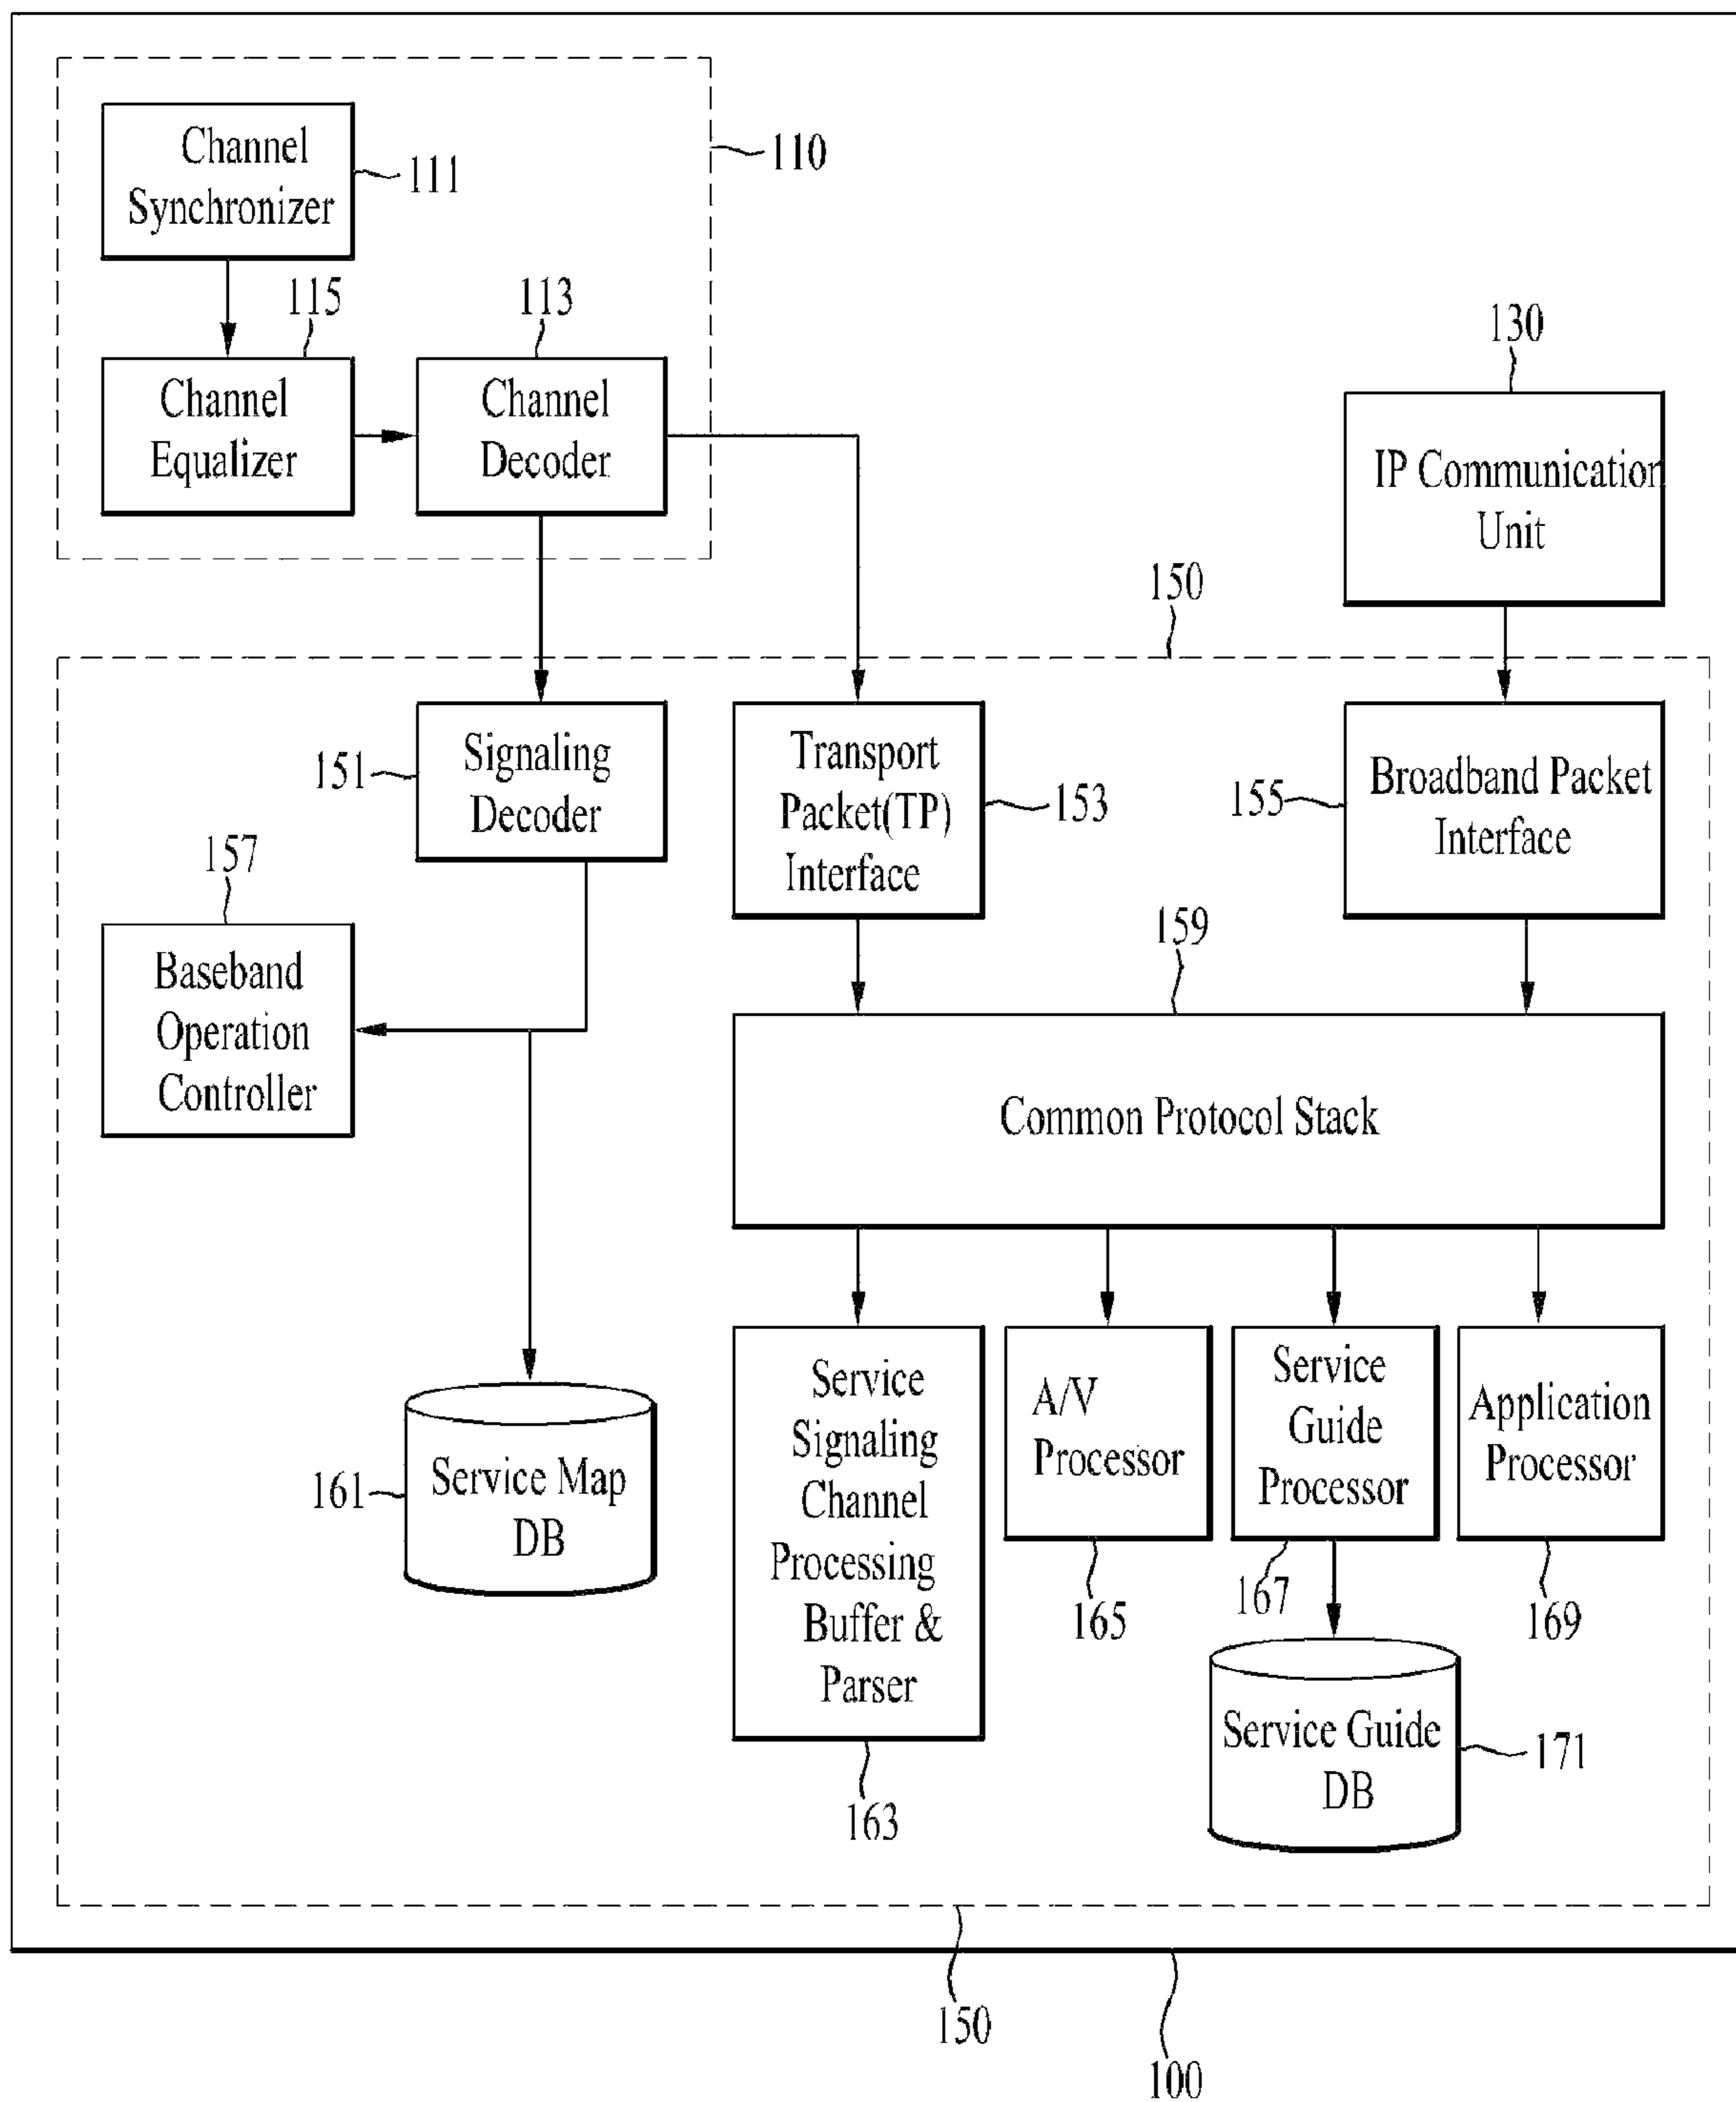 Channel
Synchronizer
111
110
115
113
Channel
Equalizer
Channel
Decoder
130
IP Communication
Unit
150
151
Signaling
Decoder
Transport
Packet(TP)
Interface
153
155
Broadband Packet
Interface
157
Baseband
Operation
Controller
159
Common Protocol Stack
161
Service Map
DB
Service
Signaling
Channel
Processing
Buffer &
Parser
163
A/V
Processor
165
Service
Guide
Processor
167
Application
Processor
169
Service Guide
DB
171
150
100